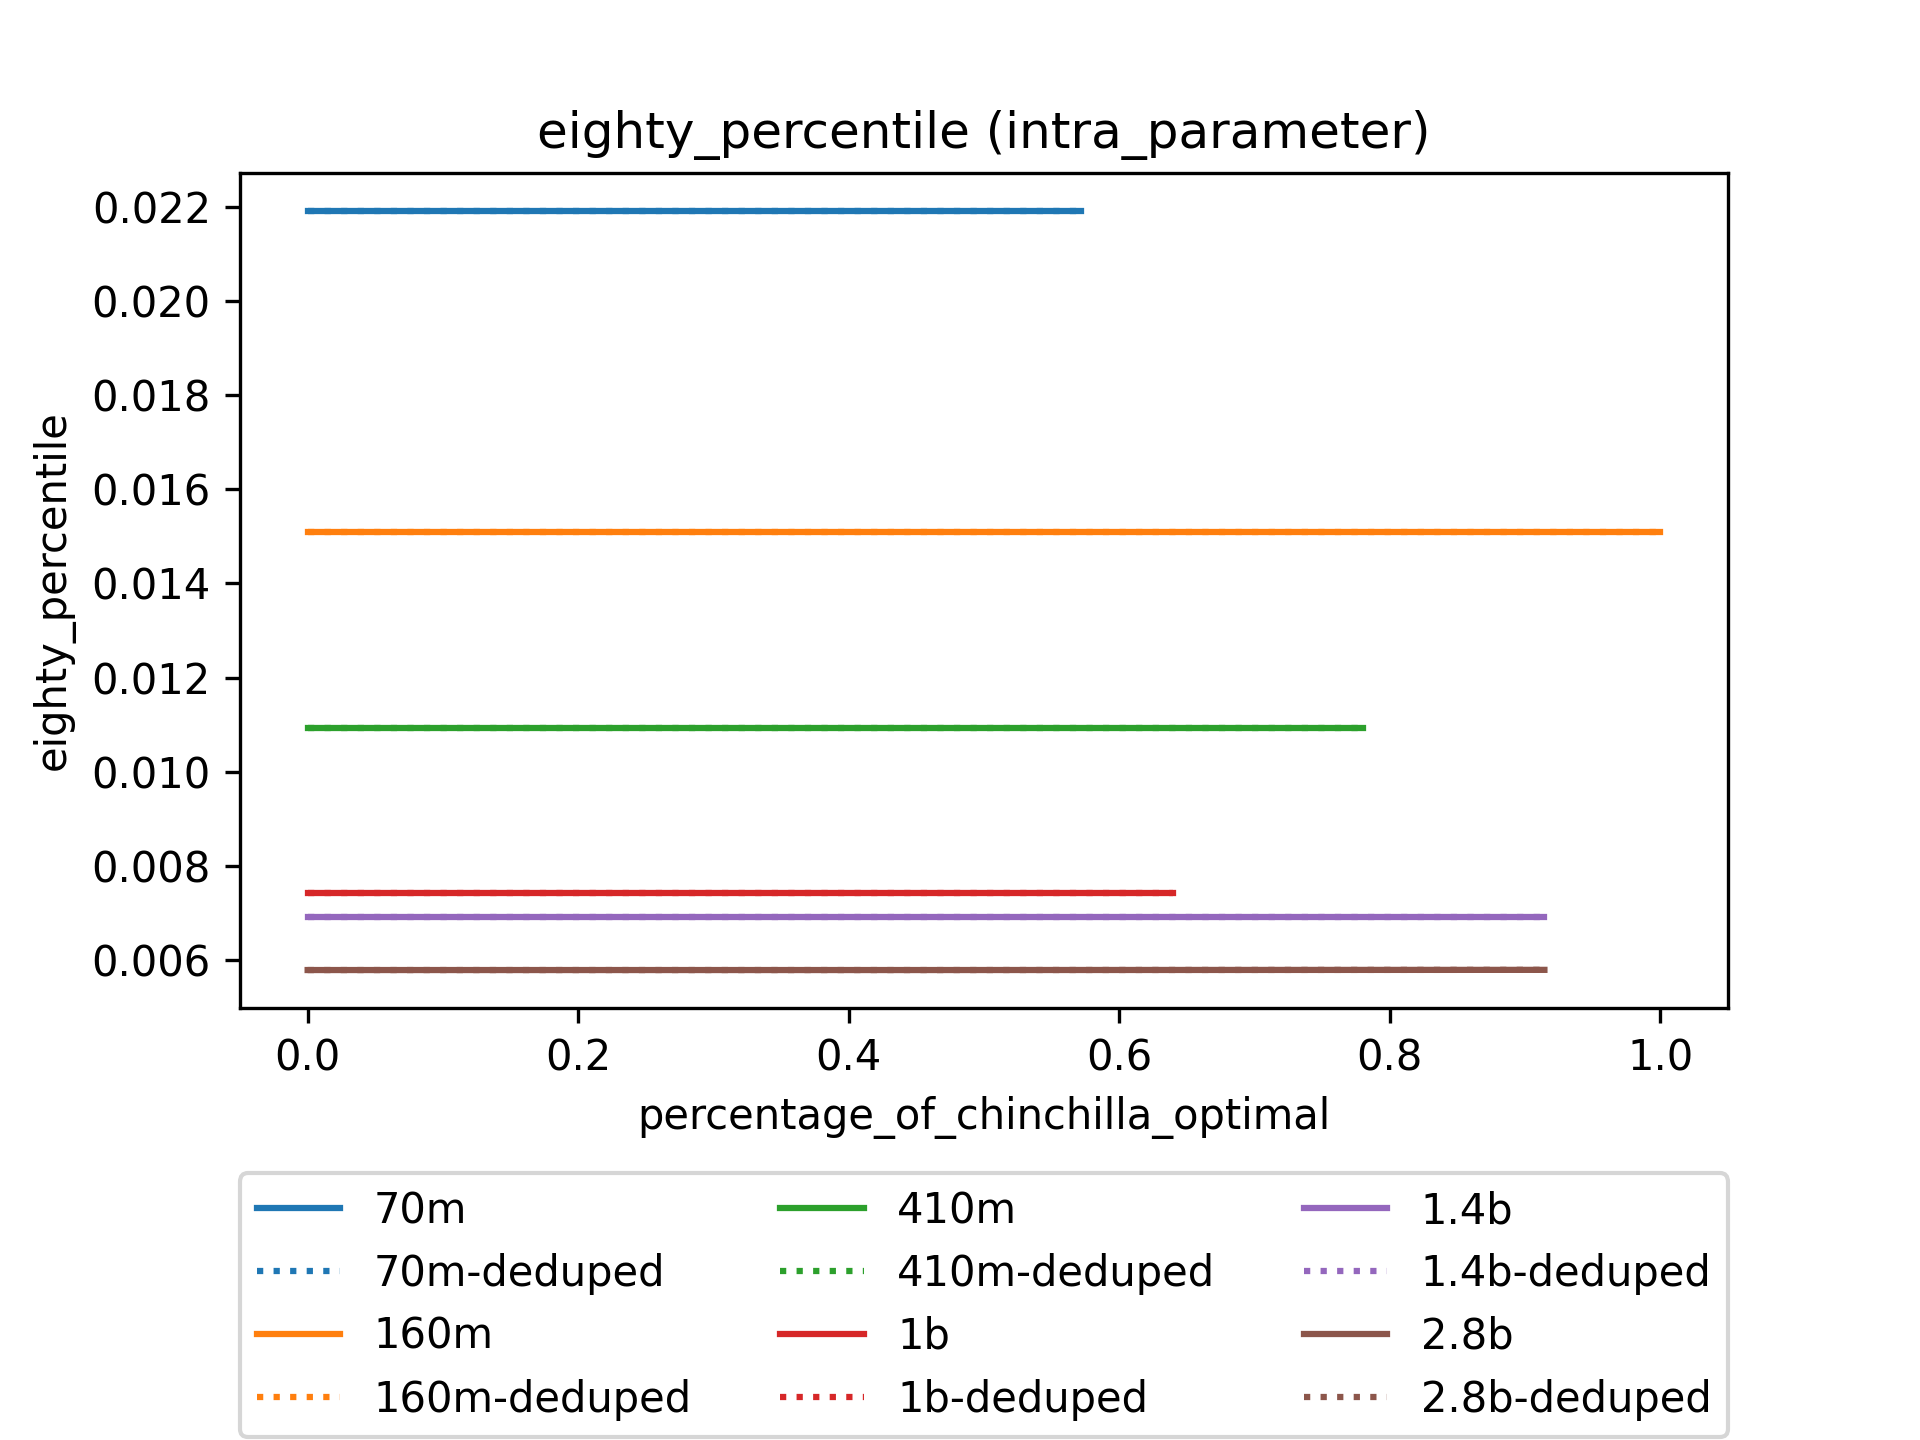 eighty_percentile (intra_parameter)
eighty_percentile
0.022
0.020
0.018
0.016
0.014
0.012
0.010
0.008
0.006
0.0 0.2 0.4 0.6 0.8 1.0
percentage_of_chinchilla_optimal
70m
70m-deduped
160m
160m-deduped
410m
410m-deduped
1b
1b-deduped
1.4b
1.4b-deduped
2.8b
2.8b-deduped